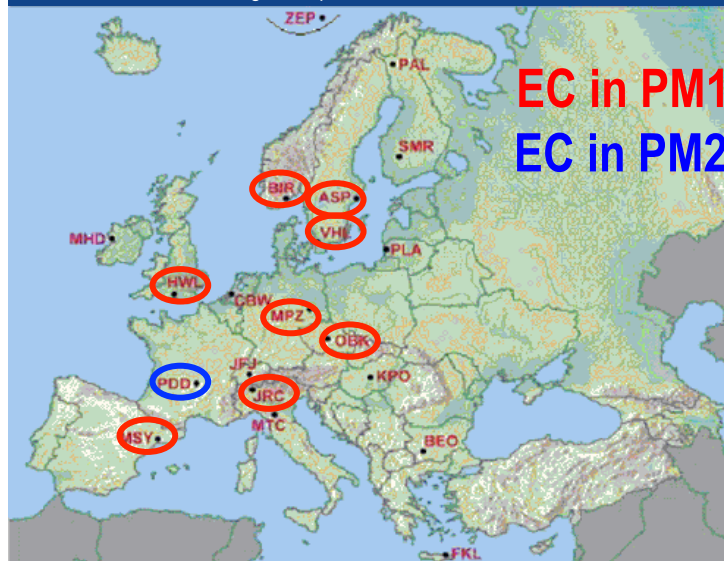 ZEP
PAL
EC in PM1
EC in PM2
SMR
BIR
ASP
VHL
MHD
PLA
HWL
CBW
MPZ
OBK
JFJ
PDD
KPO
JRC
MTC
MSY
BEO
FKL